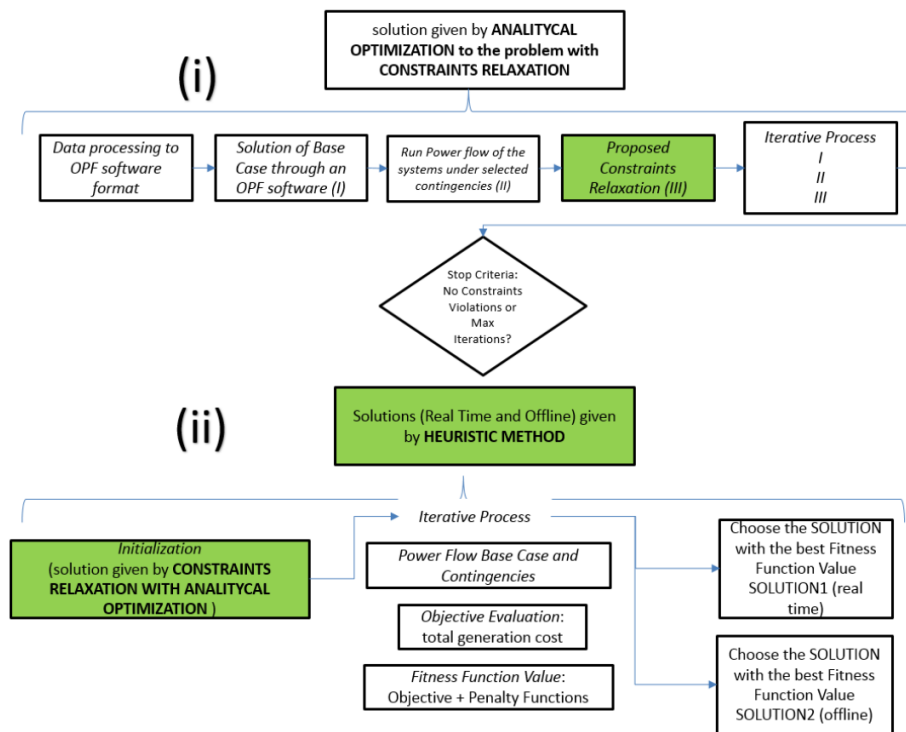 solution given by ANALITYCAL
OPTIMIZATION to the problem with
CONSTRAINTS RELAXATION
(i)
Data processing to
OPF software
format
Solution of Base
Case through an
OPF software (I)
Run Power flow of the
systems under selected
contingencies (II)
Proposed
Constraints
Relaxation (III)
Iterative Process
I
II
III
Stop Criteria:
No Constraints
Violations or
Max
Iterations?
(ii)
Solutions (Real Time and Offline) given
by HEURISTIC METHOD
Initialization
(solution given by CONSTRAINTS
RELAXATION WITH ANALITYCAL
OPTIMIZATION )
Iterative Process
Power Flow Base Case and
Contingencies
Objective Evaluation:
total generation cost
Fitness Function Value:
Objective + Penalty Functions
Choose the SOLUTION
with the best Fitness
Function Value
SOLUTION1 (real
time)
Choose the SOLUTION
with the best Fitness
Function Value
SOLUTION2 (offline)